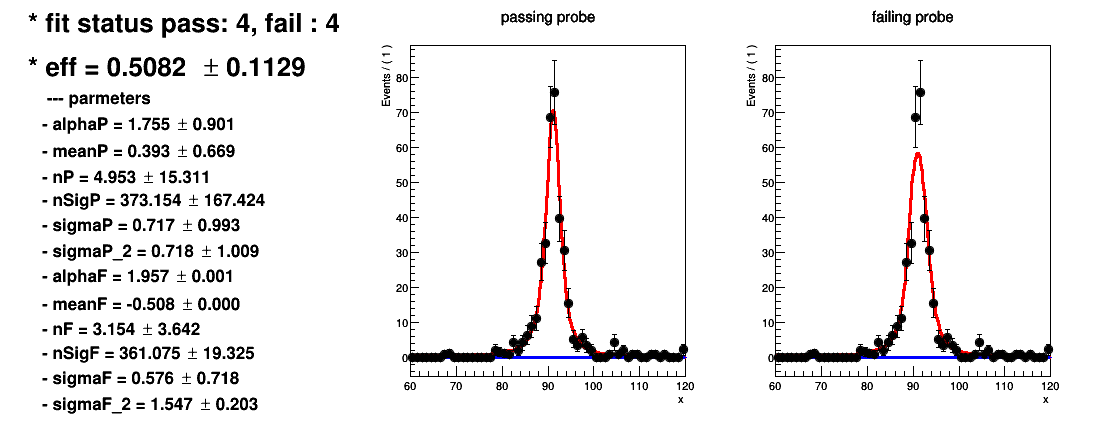 * fit status pass: 4, fail : 4
* eff = 0.5082 ± 0.1129
--- parmeters
- alphaP = 1.755 ± 0.901
- meanP = 0.393 ± 0.669
- nP = 4.953 ± 15.311
- nSigP = 373.154 ± 167.424
- sigmaP = 0.717 ± 0.993
- sigmaP_2 = 0.718 ± 1.009
- alphaF = 1.957 ± 0.001
- meanF = -0.508 ± 0.000
- nF = 3.154 ± 3.642
- nSigF = 361.075 ± 19.325
- sigmaF = 0.576 ± 0.718
- sigmaF_2 = 1.547 ± 0.203
passing probe
Events / ( 1 )
80
70
60
50
40
30
20
10
0
60 70 80 90 100 110 120
x
failing probe
Events / ( 1 )
80
70
60
50
40
30
20
10
0
60 70 80 90 100 110 120
x